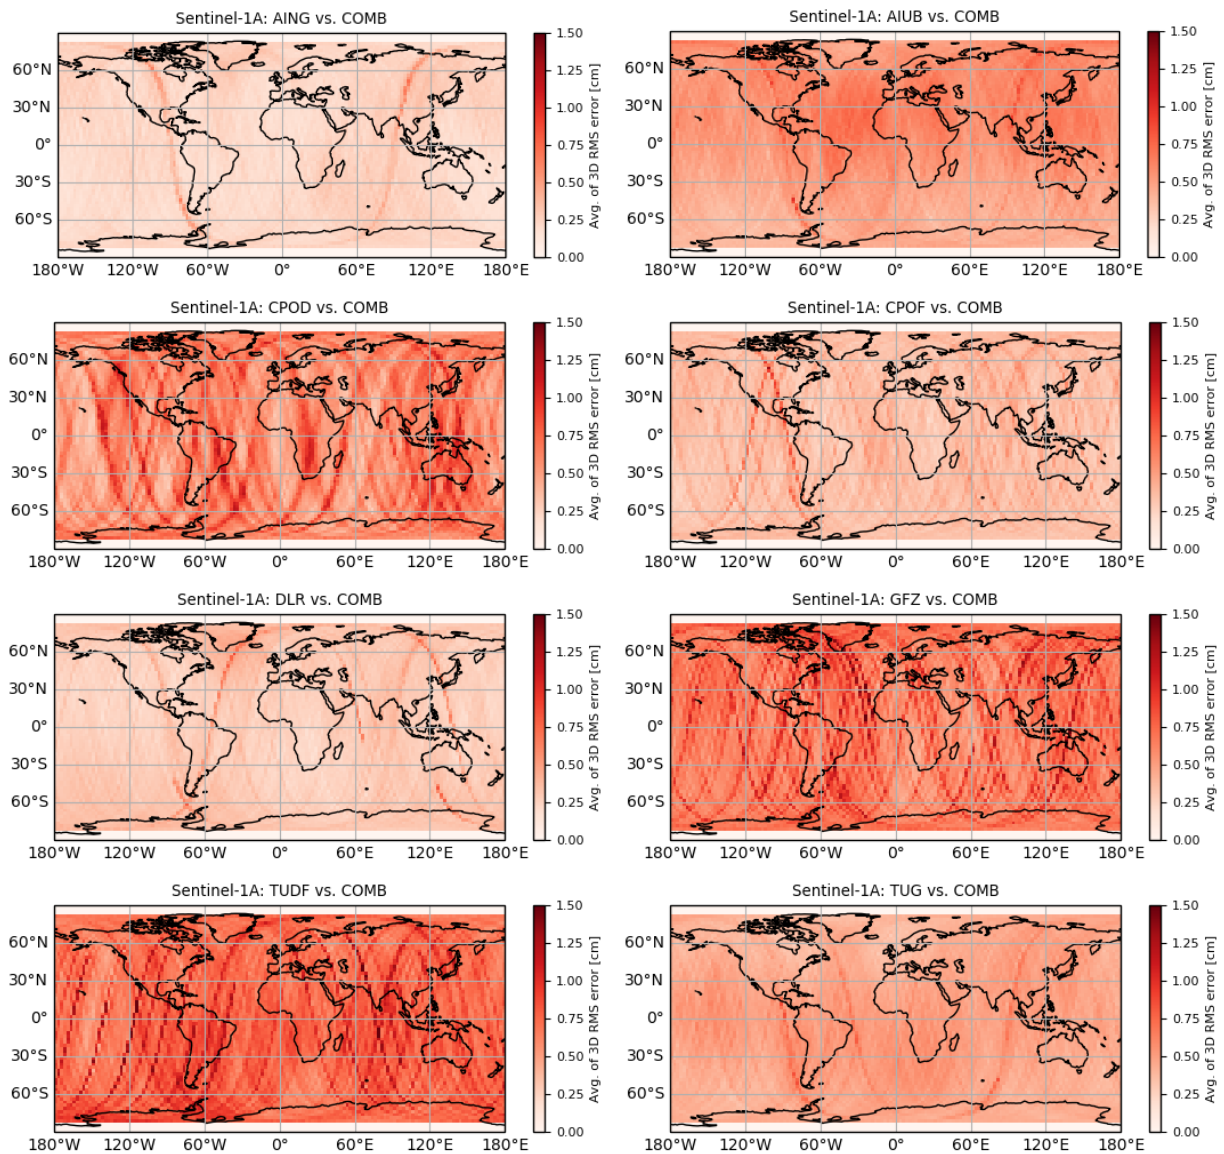 Sentinel-1A: AING vs. COMB
60°N
30°N
0°
30°S
60°S
180°W 120°W 60°W 0° 60°E 120°E 180°E
1.50
1.25
1.00
0.75
0.50
0.25
0.00
Avg. of 3D RMS error [cm]
Sentinel-1A: AIUB vs. COMB
60°N
30°N
0°
30°S
60°S
180°W 120°W 60°W 0° 60°E 120°E 180°E
1.50
1.25
1.00
0.75
0.50
0.25
0.00
Avg. of 3D RMS error [cm]
Sentinel-1A: CPOD vs. COMB
60°N
30°N
0°
30°S
60°S
180°W 120°W 60°W 0° 60°E 120°E 180°E
1.50
1.25
1.00
0.75
0.50
0.25
0.00
Avg. of 3D RMS error [cm]
Sentinel-1A: CPOF vs. COMB
60°N
30°N
0°
30°S
60°S
180°W 120°W 60°W 0° 60°E 120°E 180°E
1.50
1.25
1.00
0.75
0.50
0.25
0.00
Avg. of 3D RMS error [cm]
Sentinel-1A: DLR vs. COMB
60°N
30°N
0°
30°S
60°S
180°W 120°W 60°W 0° 60°E 120°E 180°E
1.50
1.25
1.00
0.75
0.50
0.25
0.00
Avg. of 3D RMS error [cm]
Sentinel-1A: GFZ vs. COMB
60°N
30°N
0°
30°S
60°S
180°W 120°W 60°W 0° 60°E 120°E 180°E
1.50
1.25
1.00
0.75
0.50
0.25
0.00
Avg. of 3D RMS error [cm]
Sentinel-1A: TUDF vs. COMB
60°N
30°N
0°
30°S
60°S
180°W 120°W 60°W 0° 60°E 120°E 180°E
1.50
1.25
1.00
0.75
0.50
0.25
0.00
Avg. of 3D RMS error [cm]
Sentinel-1A: TUG vs. COMB
60°N
30°N
0°
30°S
60°S
180°W 120°W 60°W 0° 60°E 120°E 180°E
1.50
1.25
1.00
0.75
0.50
0.25
0.00
Avg. of 3D RMS error [cm]